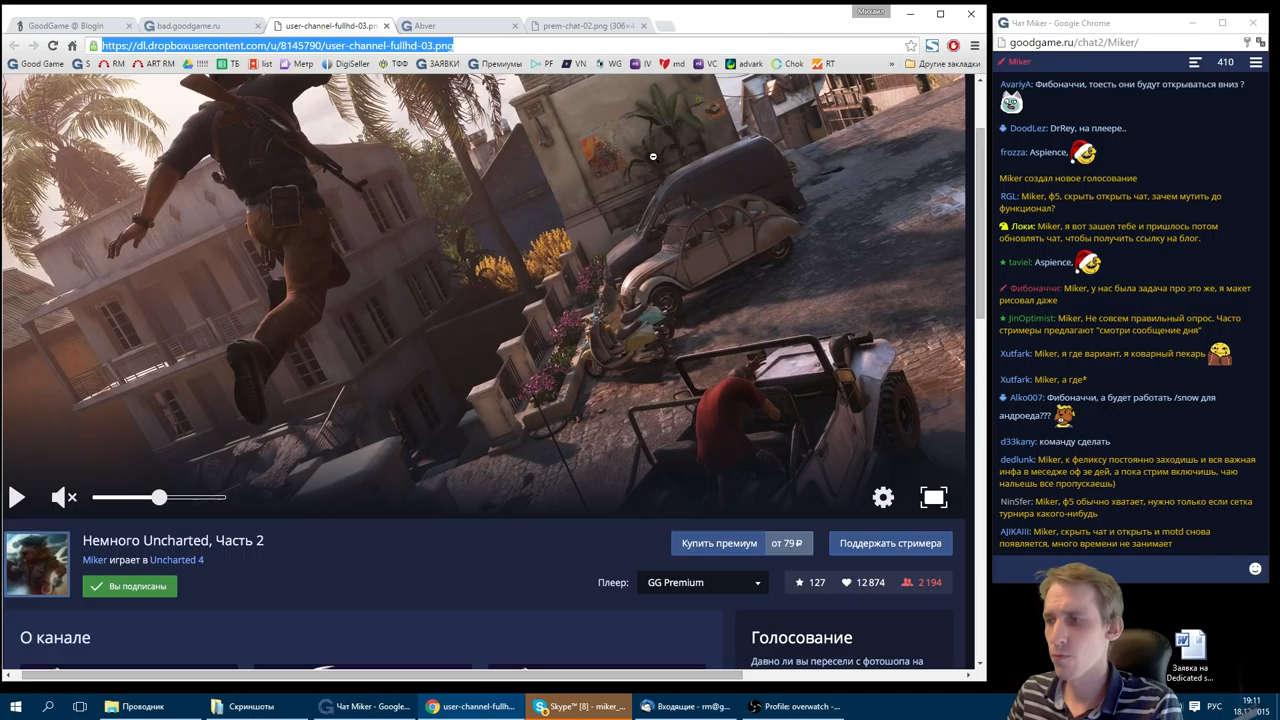 Михаил
GoodGame @ BlogIn
bad.goodgame.ru
user-channel-fullhd-03.pn
Abver
prem-chat-02.png (306×4
https://dl.dropboxusercontent.com/u/8145790/user-channel-fullhd-03.png
Good Game
S
RM
ART RM
!!!!!
list
Метр
DigiSeller
ТФФ
ЗАЯВКИ
Премиумы
PF
VN
WG
IV
md
VC
advark
Chok
RT
»
Другие закладки
Немного Uncharted, Часть 2
Miker играет в Uncharted 4
Вы подписаны
Купить премиум от 79 ₽
Поддержать стримера
Плеер:
GG Premium
127
12 874
2 194
О канале
Голосование
Давно ли вы пересели с фотошопа на
Чат Miker - Google Chrome
goodgame.ru/chat2/Miker/
Miker
410
AvariyA: Фибоначчи, тоесть они будут открываться вниз ?
DoodLez: DrRey, на плеере..
frozza: Aspience,
Miker создал новое голосование
RGL: Miker, ф5, скрыть открыть чат, зачем мутить до
функционал?
Локи: Miker, я вот зашел тебе и пришлось потом
обновлять чат, чтобы получить ссылку на блог.
taviel: Aspience,
Фибоначчи: Miker, у нас была задача про это же, я макет
рисовал даже
JinOptimist: Miker, Не совсем правильный опрос. Часто
стримеры предлагают "смотри сообщение дня"
Xutfark: Miker, я где вариант, я коварный пекарь
Xutfark: Miker, а где*
Alko007: Фибоначчи, а будет работать /snow для
андроеда???
d33kany: команду сделать
dedlunk: Miker, к феликсу постоянно заходишь и вся важная
инфа в меседже оф зе дей, а пока стрим включишь, чаю
нальешь все пропускаешь)
NinSfer: Miker, ф5 обычно хватает, нужно только если сетка
турнира какого-нибудь
AJIKAIII: Miker, скрыть чат и открыть и motd снова
появляется, много времени не занимает
Заявка на
Dedicated s...
Проводник
Скриншоты
Чат Miker - Google...
user-channel-fullh...
Skype™ [8] - miker_...
Входящие - rm@g...
Profile: overwatch -...
РУС
19:11